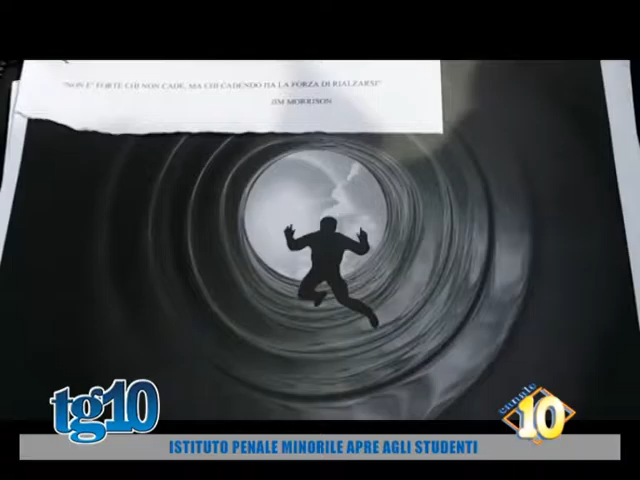 "NON E' FORTE CHI NON CADE, MA CHI CADENDO HA LA FORZA DI RIALZARSI"
JIM MORRISON
tg10
canale 10
ISTITUTO PENALE MINORILE APRE AGLI STUDENTI